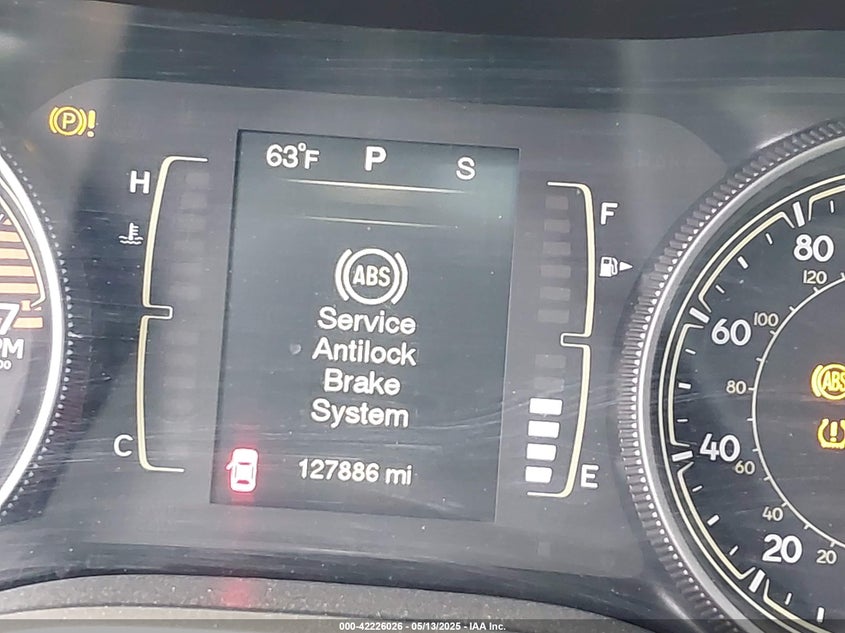 63°F P S
H
F
C
E
ABS
Service
Antilock
Brake
System
127886 mi
P!
80
120
60
100
80
40
60
40
20
20
ABS
000-42226026 - 05/13/2025 - IAA Inc.